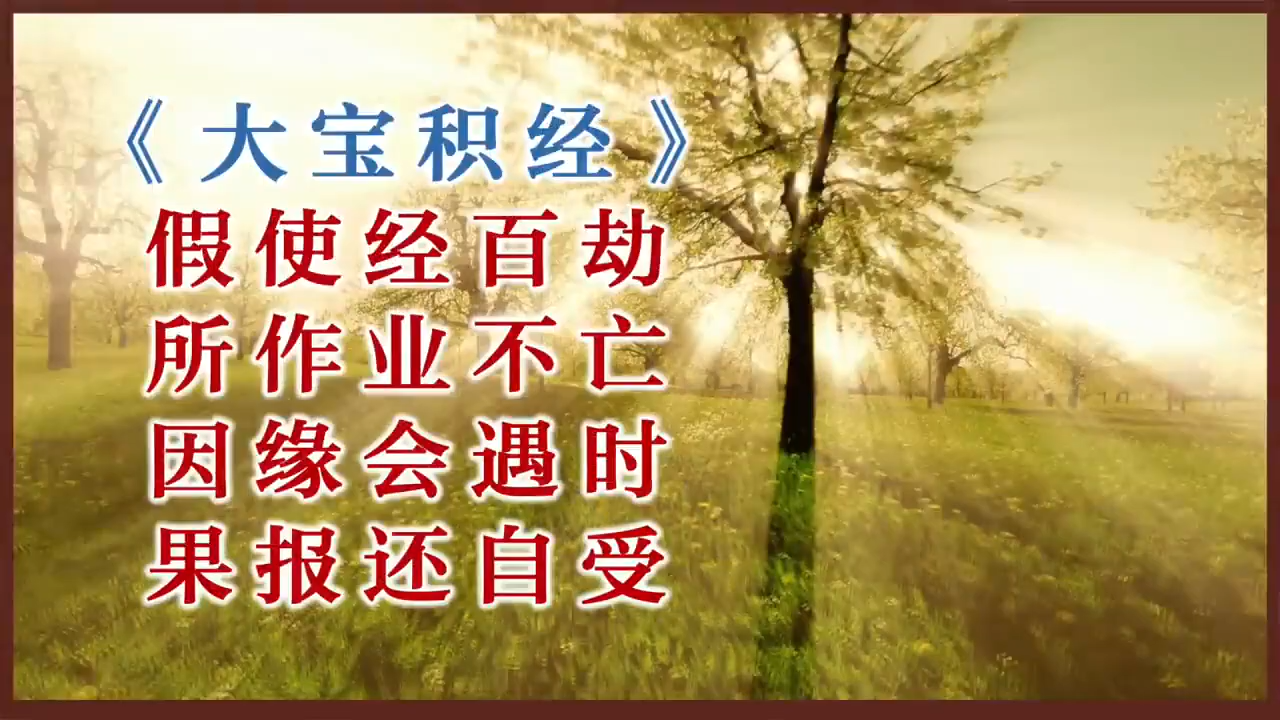 《大宝积经》
假使经百劫
所作业不亡
因缘会遇时
果报还自受